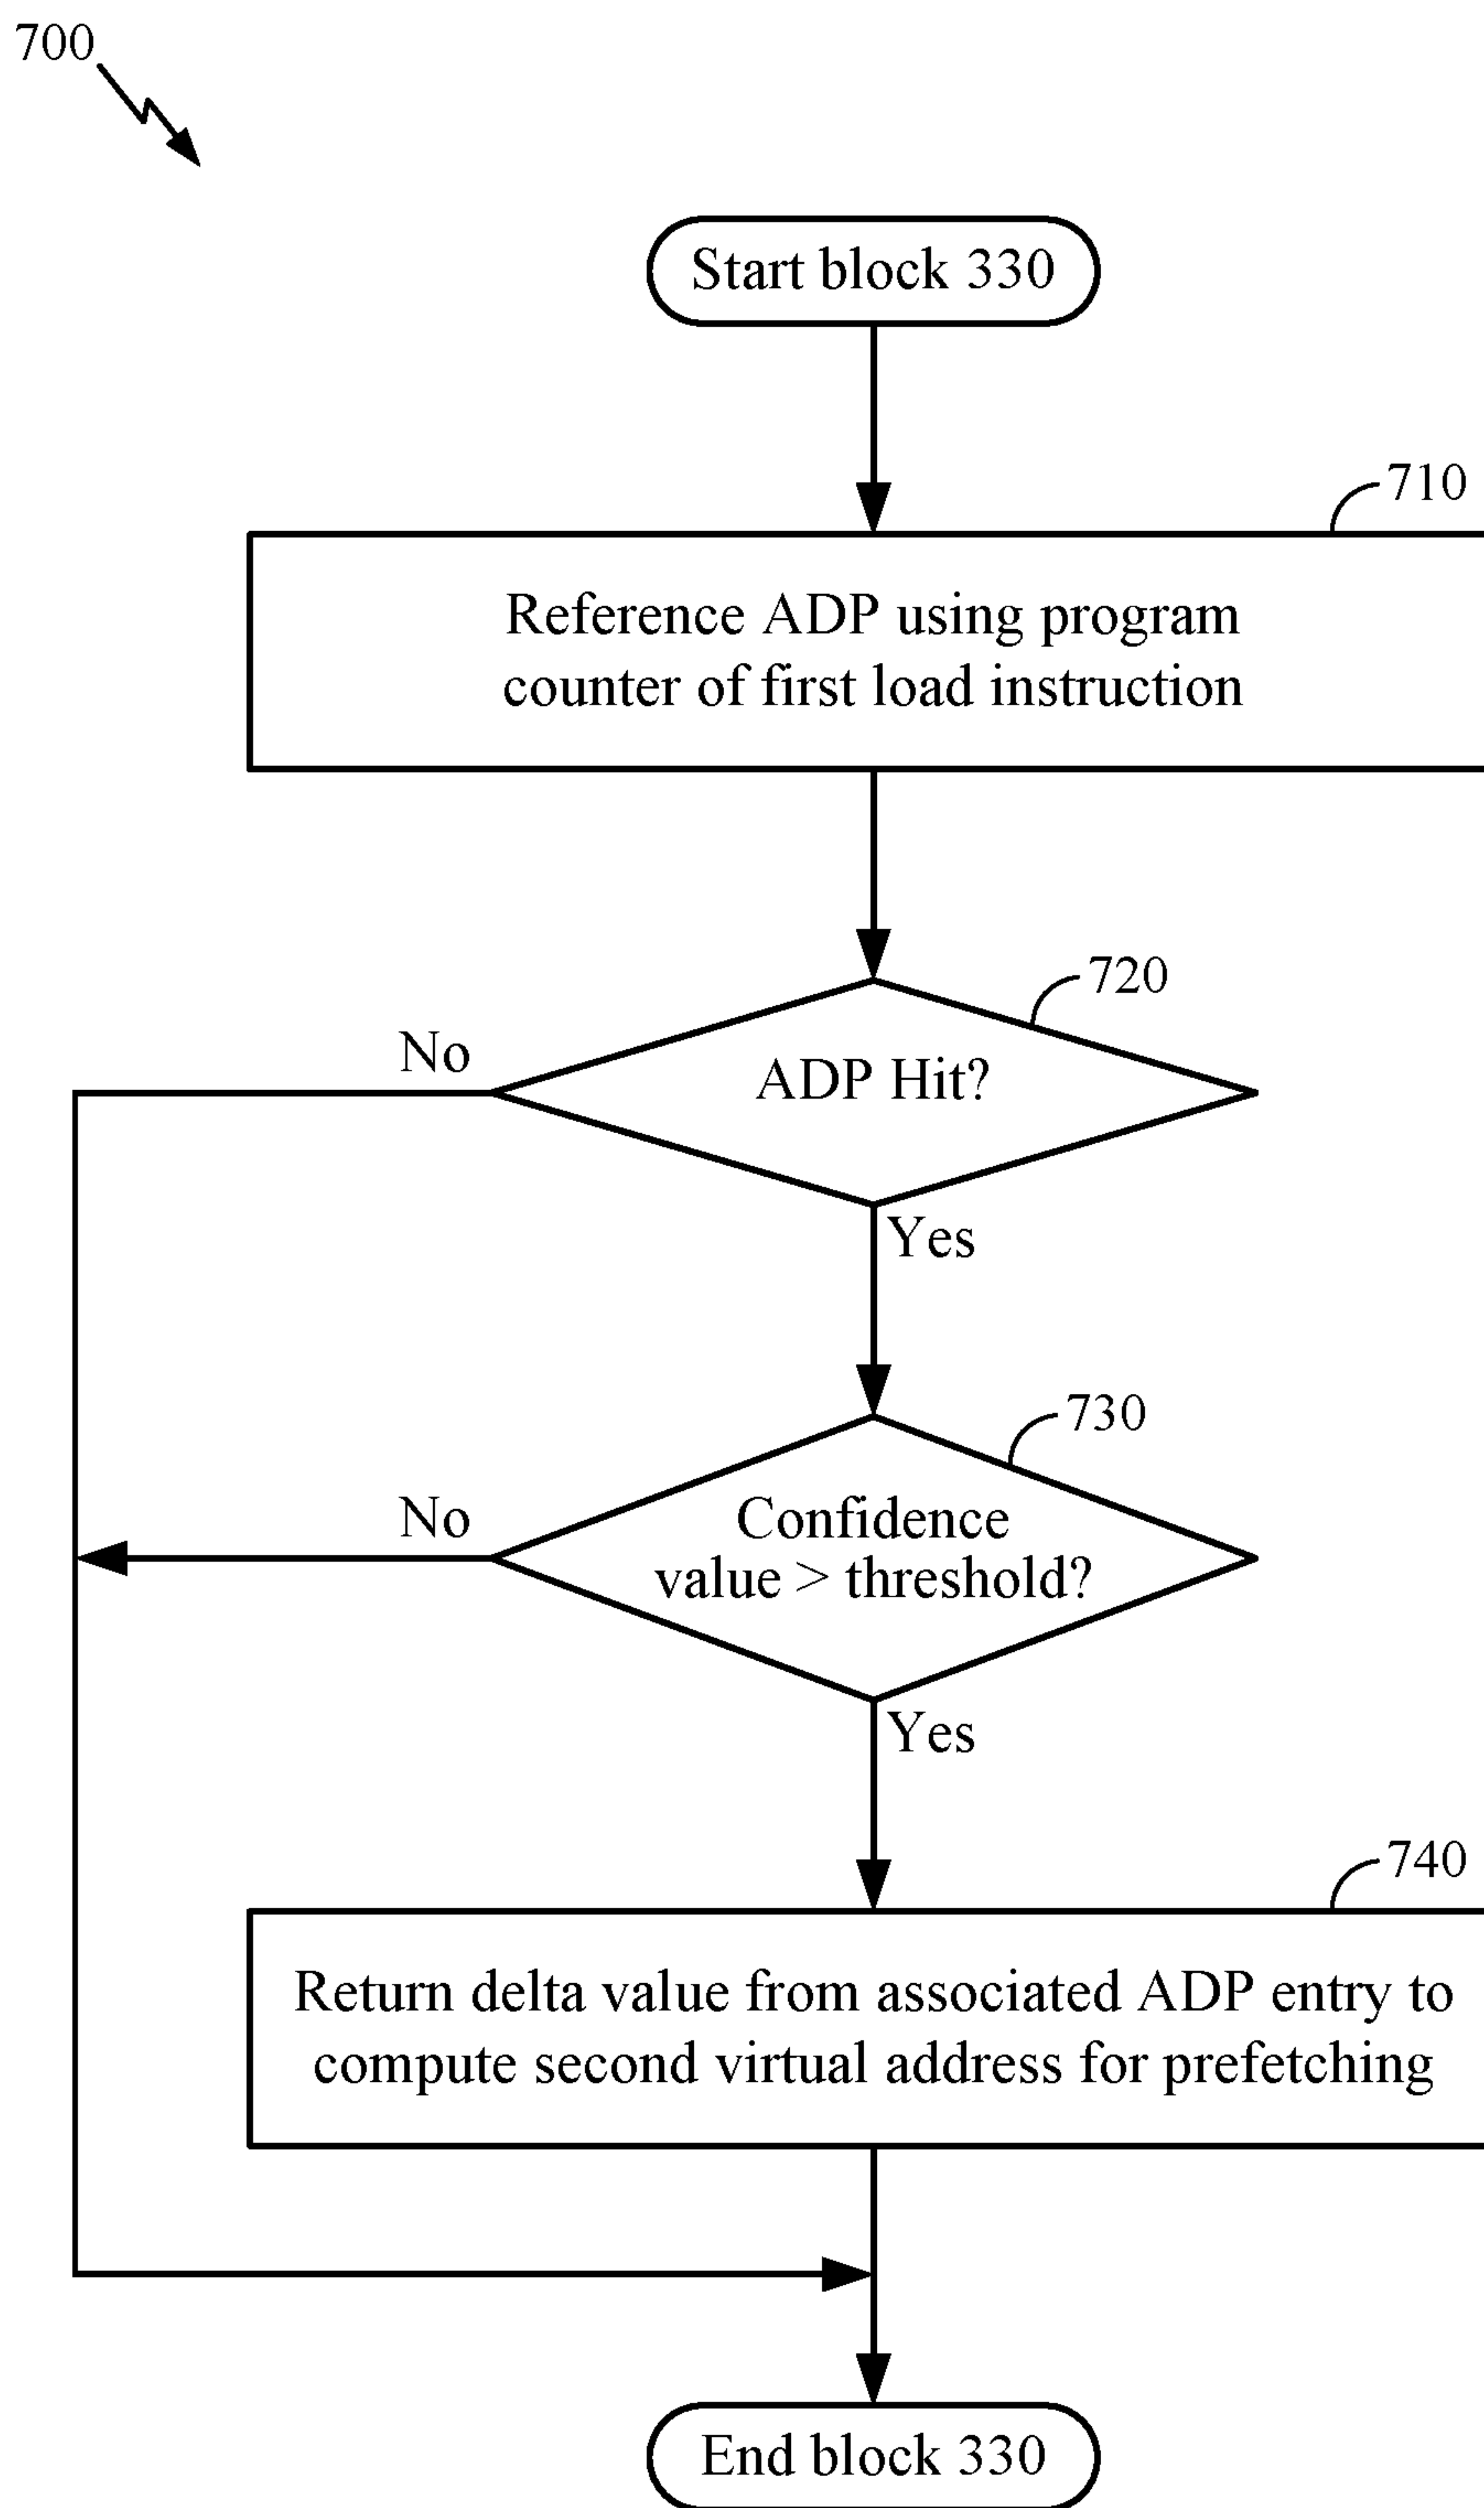 700
Start block 330
710
Reference ADP using program
counter of first load instruction
720
No
ADP Hit?
Yes
730
No
Confidence
value > threshold?
Yes
740
Return delta value from associated ADP entry to
compute second virtual address for prefetching
End block 330